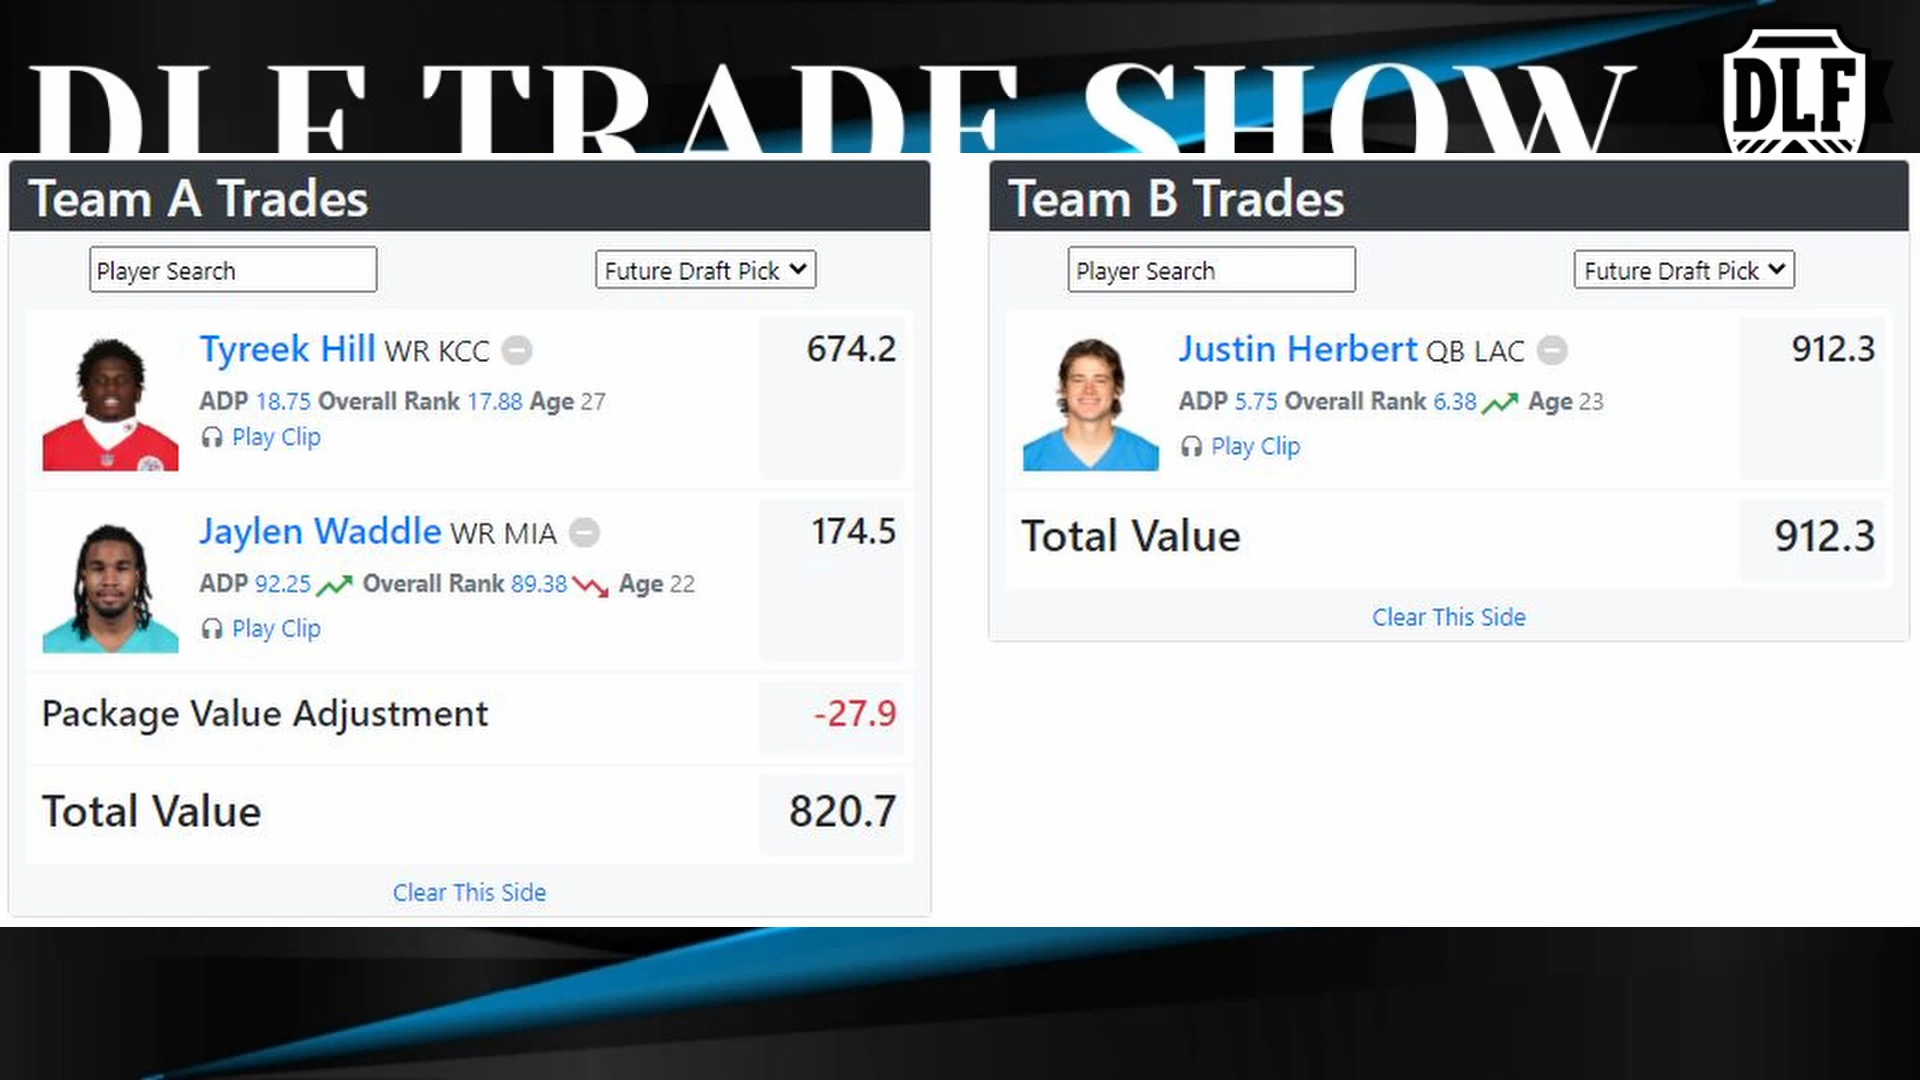 DLF TRADE SHOW
DLF
Team A Trades
Player Search
Future Draft Pick
Tyreek Hill WR KCC
674.2
ADP 18.75 Overall Rank 17.88 Age 27
Play Clip
Jaylen Waddle WR MIA
174.5
ADP 92.25 Overall Rank 89.38 Age 22
Play Clip
Package Value Adjustment
-27.9
Total Value
820.7
Clear This Side
Team B Trades
Player Search
Future Draft Pick
Justin Herbert QB LAC
912.3
ADP 5.75 Overall Rank 6.38 Age 23
Play Clip
Total Value
912.3
Clear This Side